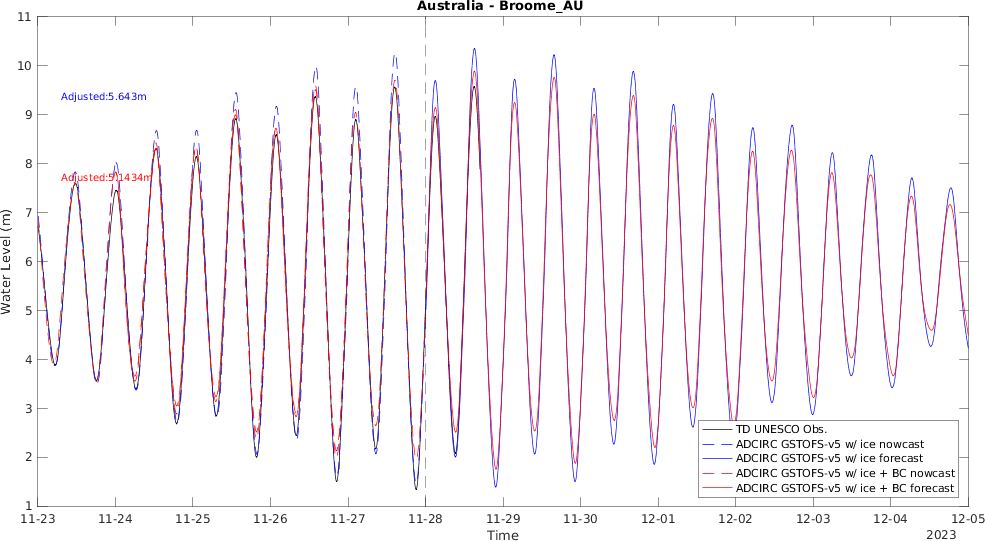 Australia - Broome_AU
11
10
9
8
7
6
5
4
3
2
1
Water Level (m)
Adjusted:5.643m
Adjusted:5.1434m
TD UNESCO Obs.
ADCIRC GSTOFS-v5 w/ ice nowcast
ADCIRC GSTOFS-v5 w/ ice forecast
ADCIRC GSTOFS-v5 w/ ice + BC nowcast
ADCIRC GSTOFS-v5 w/ ice + BC forecast
11-23 11-24 11-25 11-26 11-27 11-28 11-29 11-30 12-01 12-02 12-03 12-04 12-05
Time
2023